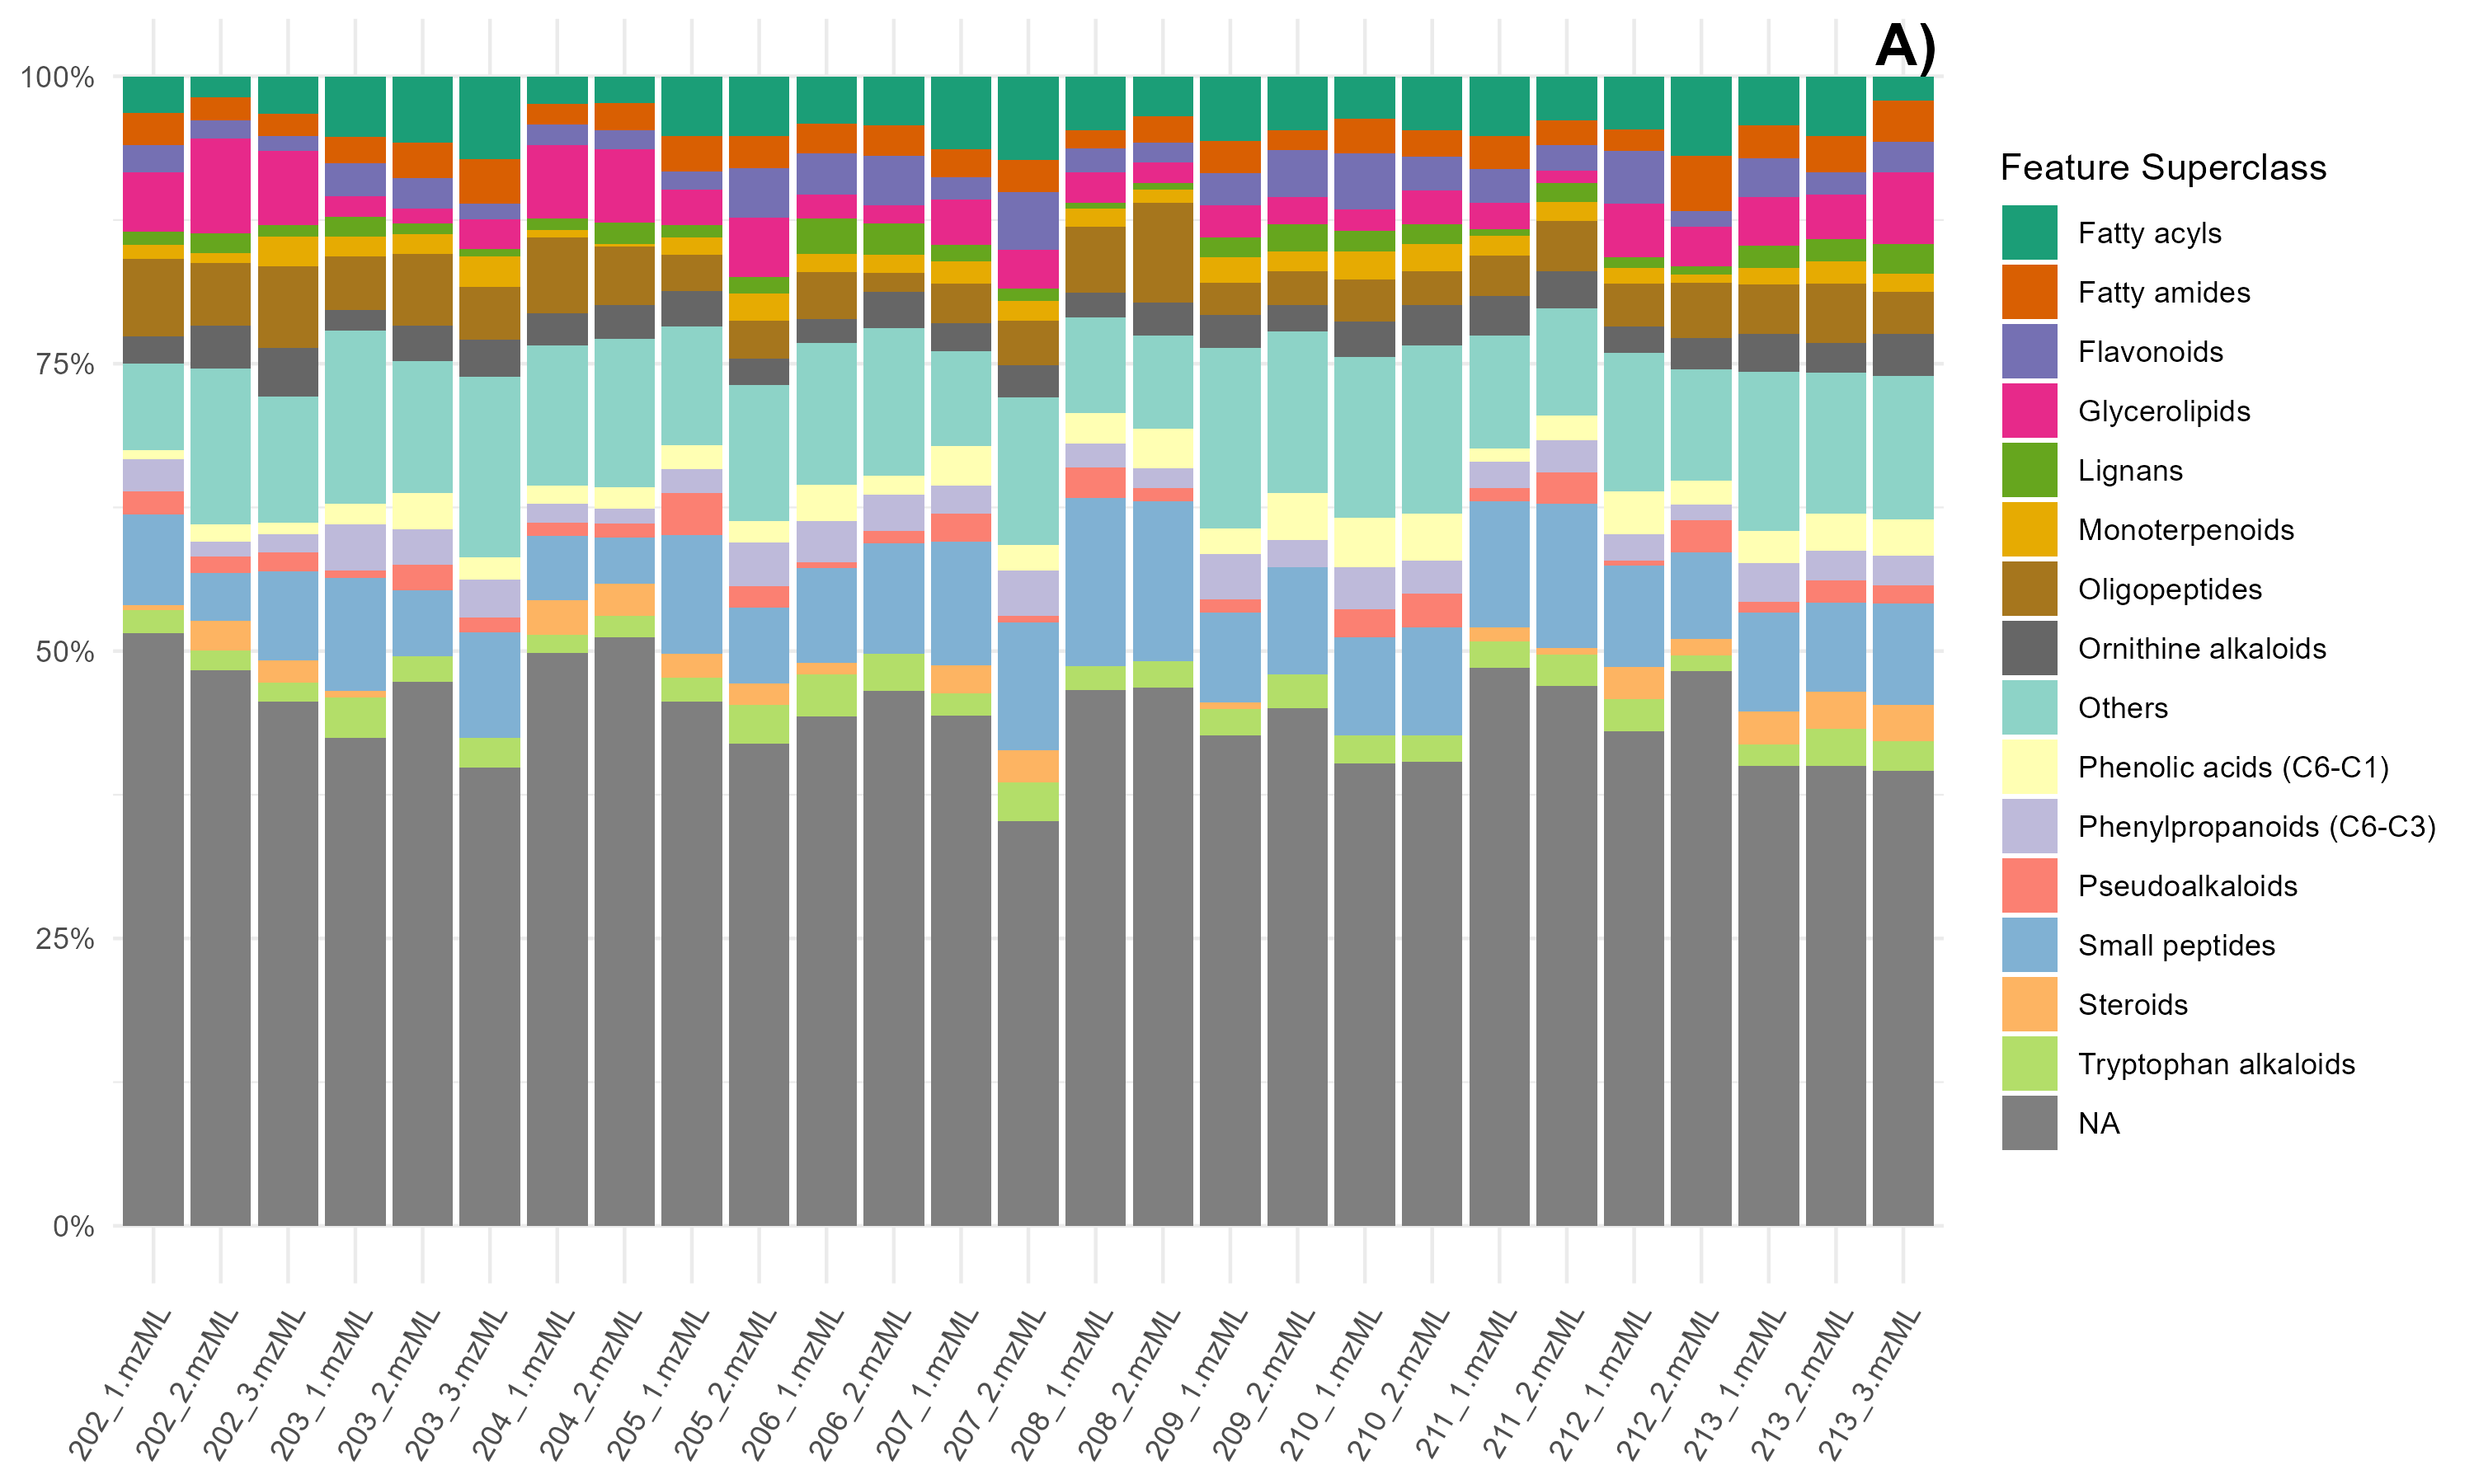 A)
100%
75%
50%
25%
0%
202_1.mzML
202_2.mzML
202_3.mzML
203_1.mzML
203_2.mzML
203_3.mzML
204_1.mzML
204_2.mzML
205_1.mzML
205_2.mzML
206_1.mzML
206_2.mzML
207_1.mzML
207_2.mzML
208_1.mzML
208_2.mzML
209_1.mzML
209_2.mzML
210_1.mzML
210_2.mzML
211_1.mzML
211_2.mzML
212_1.mzML
212_2.mzML
213_1.mzML
213_2.mzML
213_3.mzML
Feature Superclass
Fatty acyls
Fatty amides
Flavonoids
Glycerolipids
Lignans
Monoterpenoids
Oligopeptides
Ornithine alkaloids
Others
Phenolic acids (C6-C1)
Phenylpropanoids (C6-C3)
Pseudoalkaloids
Small peptides
Steroids
Tryptophan alkaloids
NA